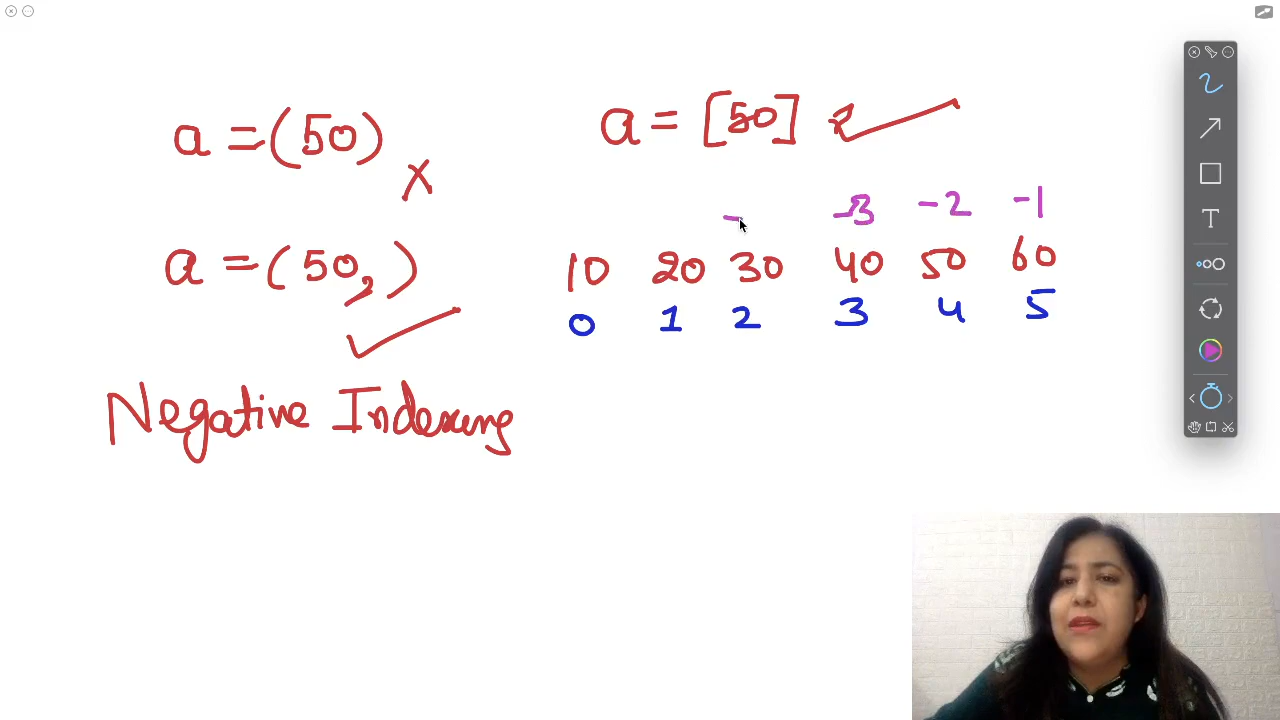 a = (50) x
a = (50,)
Negative Indexing
a = [50]
- -3 -2 -1
10 20 30 40 50 60
0 1 2 3 4 5
T